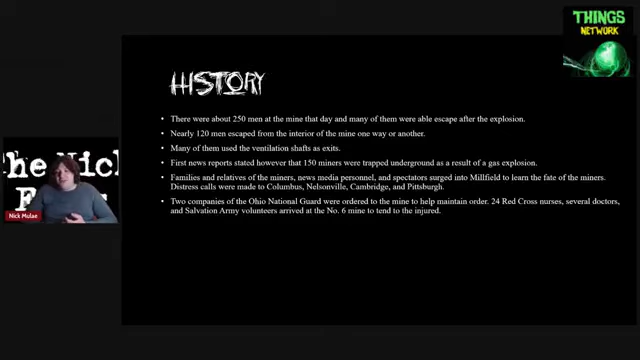 THINGS
NETWORK
HISTORY
• There were about 250 men at the mine that day and many of them were able escape after the explosion.
• Nearly 120 men escaped from the interior of the mine one way or another.
• Many of them used the ventilation shafts as exits.
• First news reports stated however that 150 miners were trapped underground as a result of a gas explosion.
• Families and relatives of the miners, news media personnel, and spectators surged into Millfield to learn the fate of the miners.
Distress calls were made to Columbus, Nelsonville, Cambridge, and Pittsburgh.
• Two companies of the Ohio National Guard were ordered to the mine to help maintain order. 24 Red Cross nurses, several doctors,
and Salvation Army volunteers arrived at the No. 6 mine to tend to the injured.
Nick Mulae